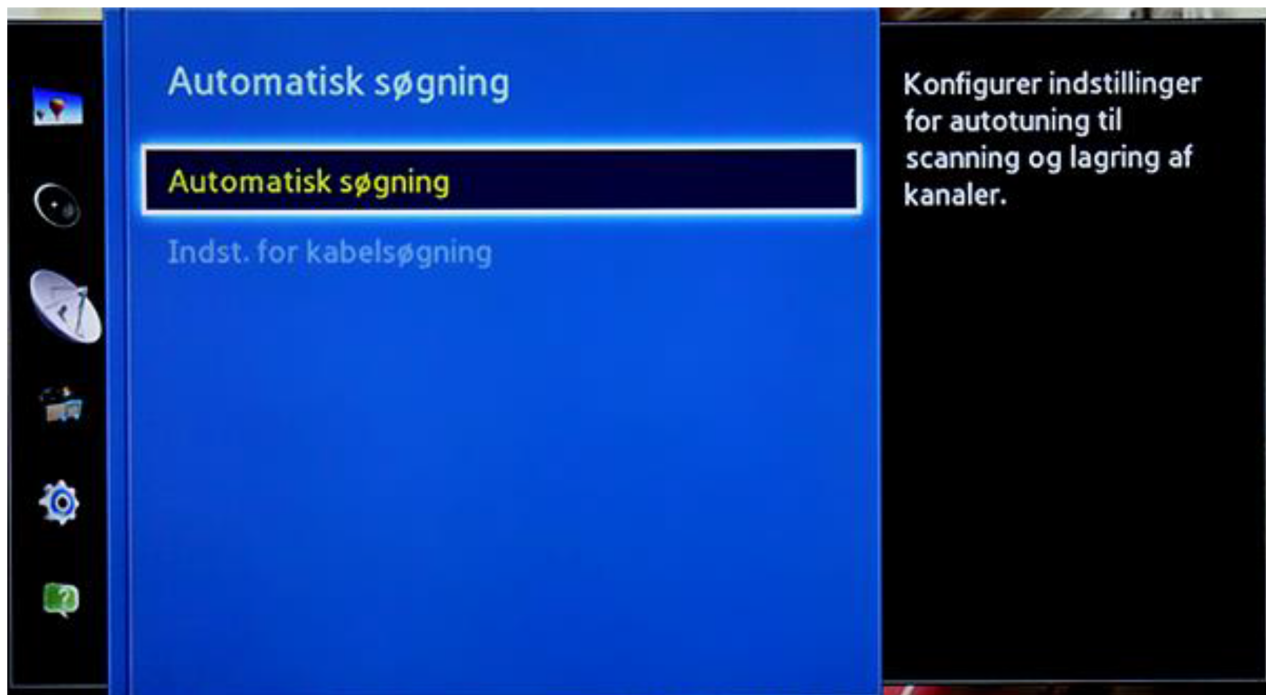 Automatisk søgning
Automatisk søgning
Indst. for kabelsøgning
Konfigurer indstillinger
for autotuning til
scanning og lagring af
kanaler.